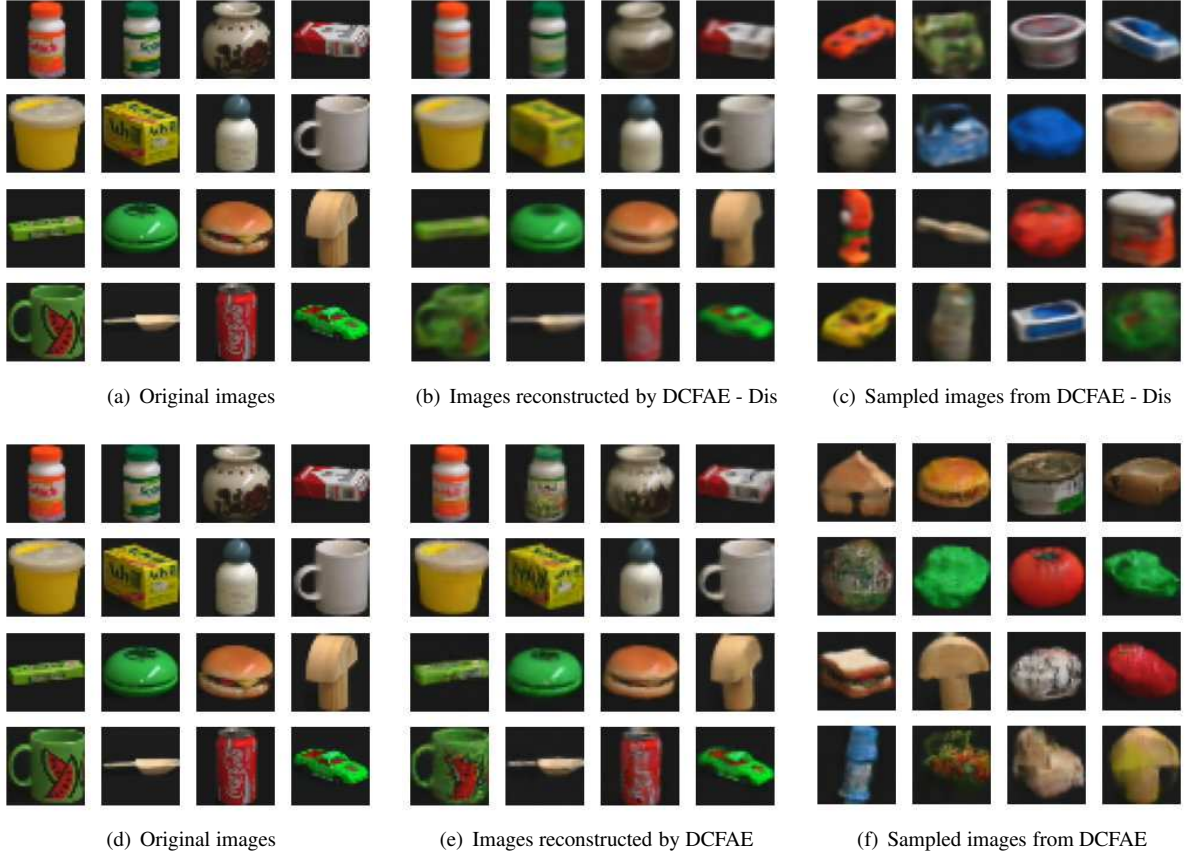 (a) Original images
(b) Images reconstructed by DCFAE - Dis
(c) Sampled images from DCFAE - Dis
(d) Original images
(e) Images reconstructed by DCFAE
(f) Sampled images from DCFAE